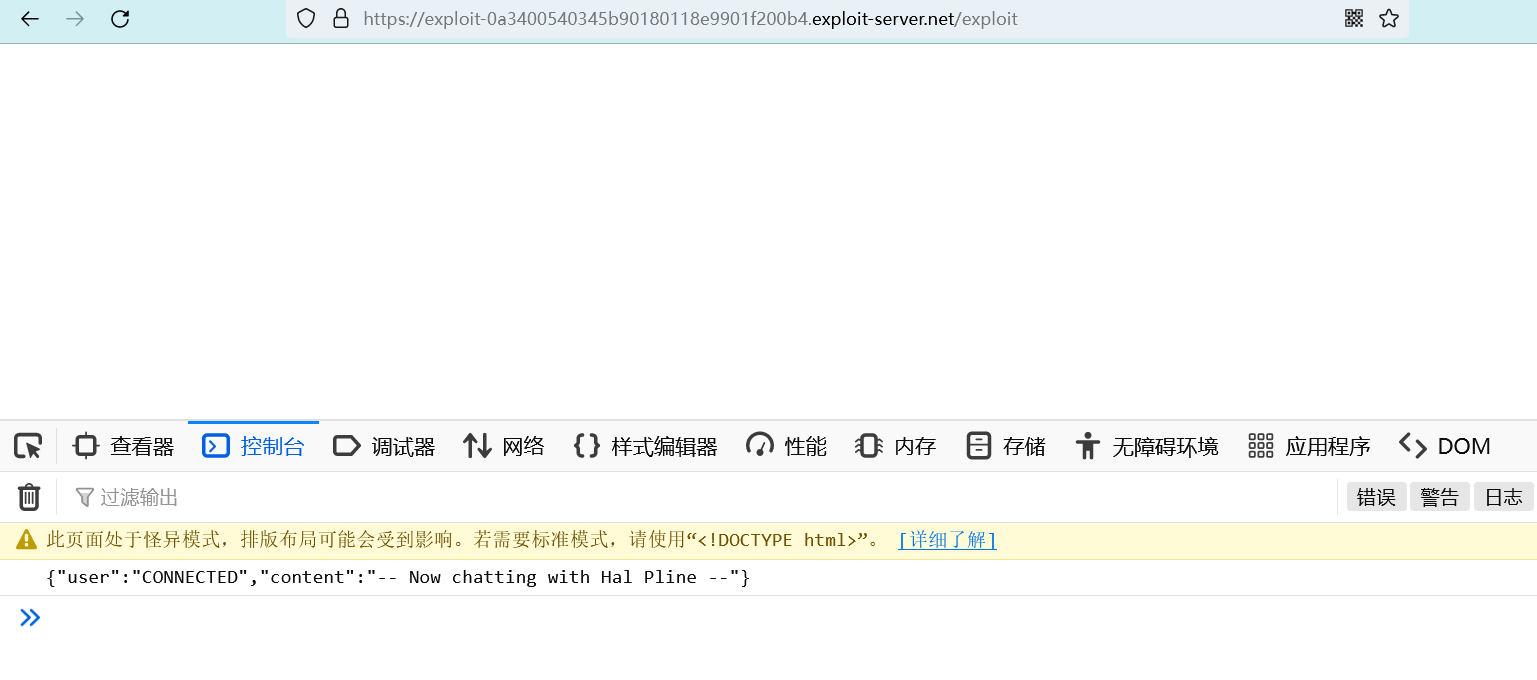 https://exploit-0a3400540345b90180118e9901f200b4.exploit-server.net/exploit
查看器 控制台 调试器 网络 样式编辑器 性能 内存 存储 无障碍环境 应用程序 DOM
过滤输出 错误 警告 日志
此页面处于怪异模式，排版布局可能会受到影响。若需要标准模式，请使用“<!DOCTYPE html>”。 [详细了解]
{"user":"CONNECTED","content":"-- Now chatting with Hal Pline --"}